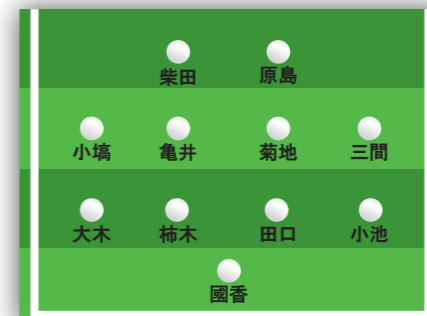 柴田 原島
小塙 亀井 菊地 三間
大木 柿木 田口 小池
國香